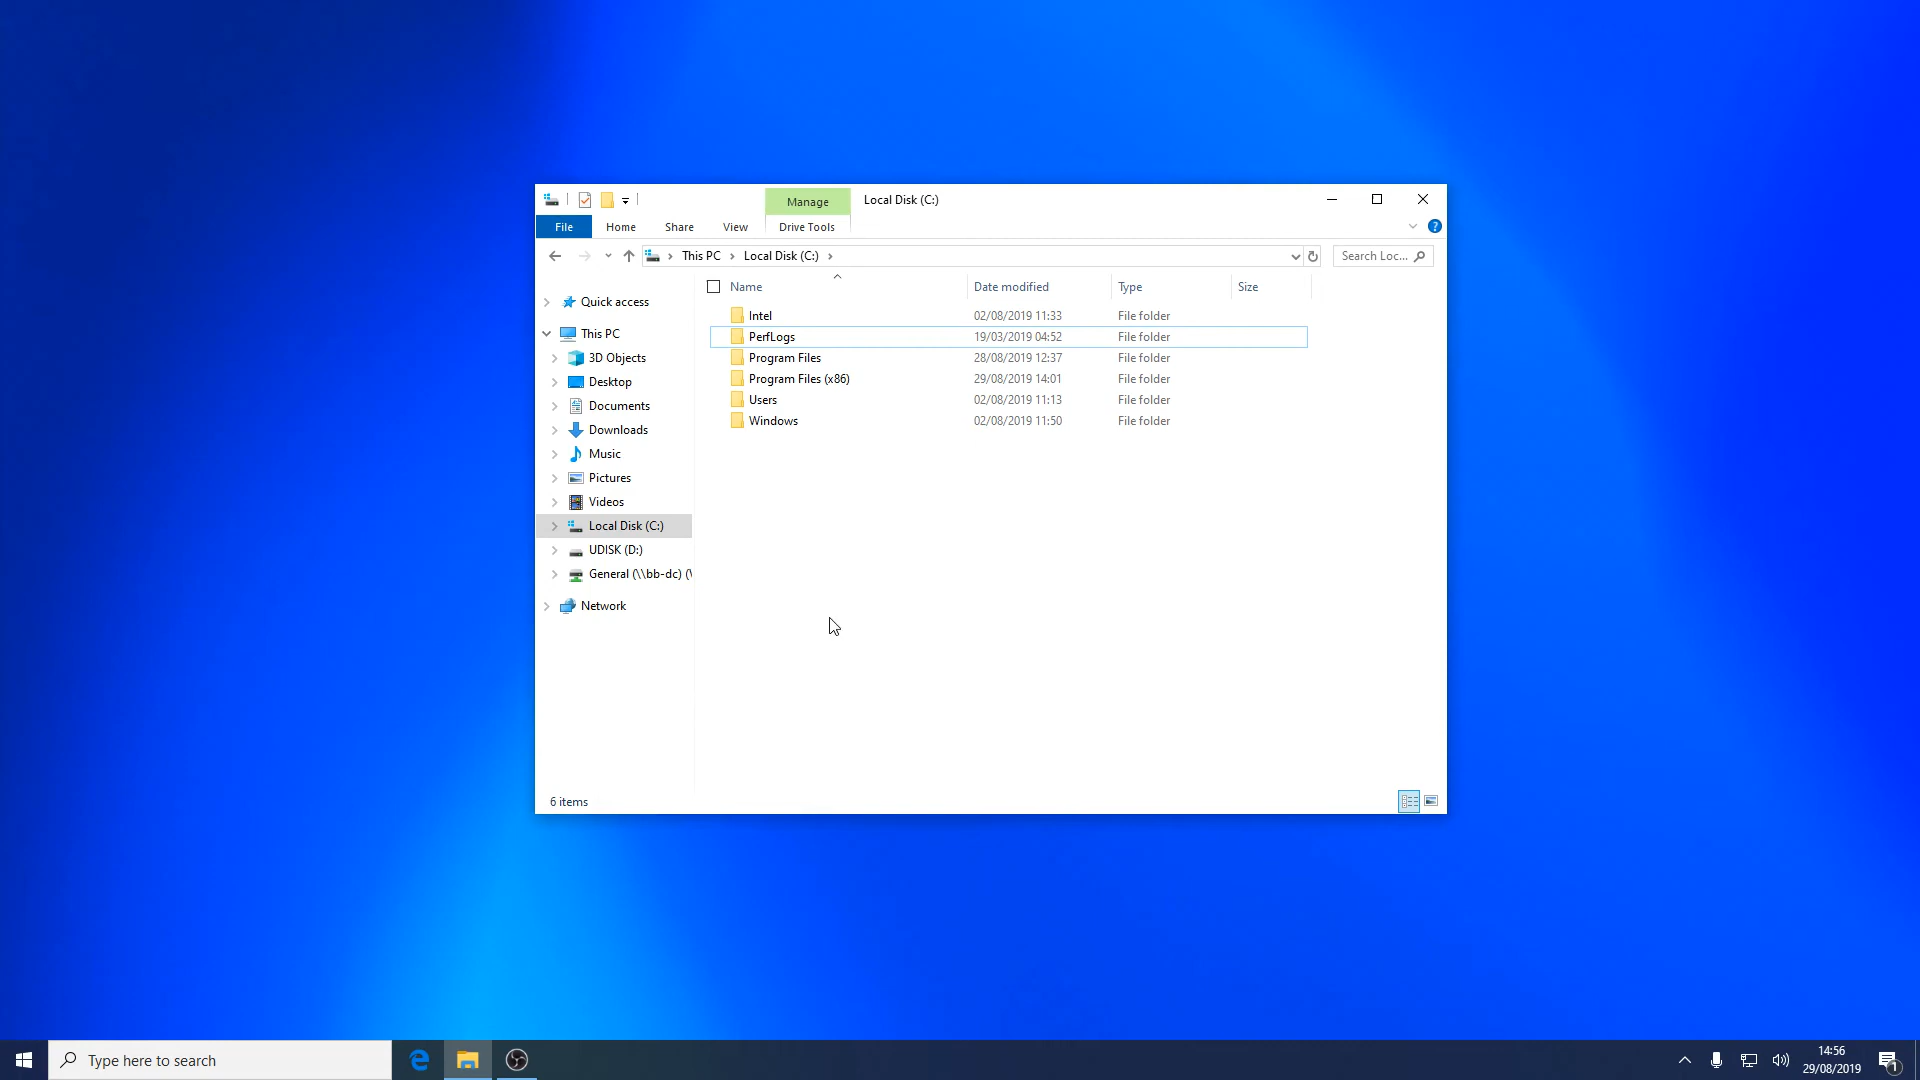 Manage Local Disk (C:)
File Home Share View Drive Tools
This PC Local Disk (C:) Search Loc...
Name Date modified Type Size
Quick access
This PC
3D Objects
Desktop
Documents
Downloads
Music
Pictures
Videos
Local Disk (C:)
UDISK (D:)
General (\\bb-dc) (\
Network
Intel 02/08/2019 11:33 File folder
PerfLogs 19/03/2019 04:52 File folder
Program Files 28/08/2019 12:37 File folder
Program Files (x86) 29/08/2019 14:01 File folder
Users 02/08/2019 11:13 File folder
Windows 02/08/2019 11:50 File folder
6 items
Type here to search
14:56
29/08/2019
1